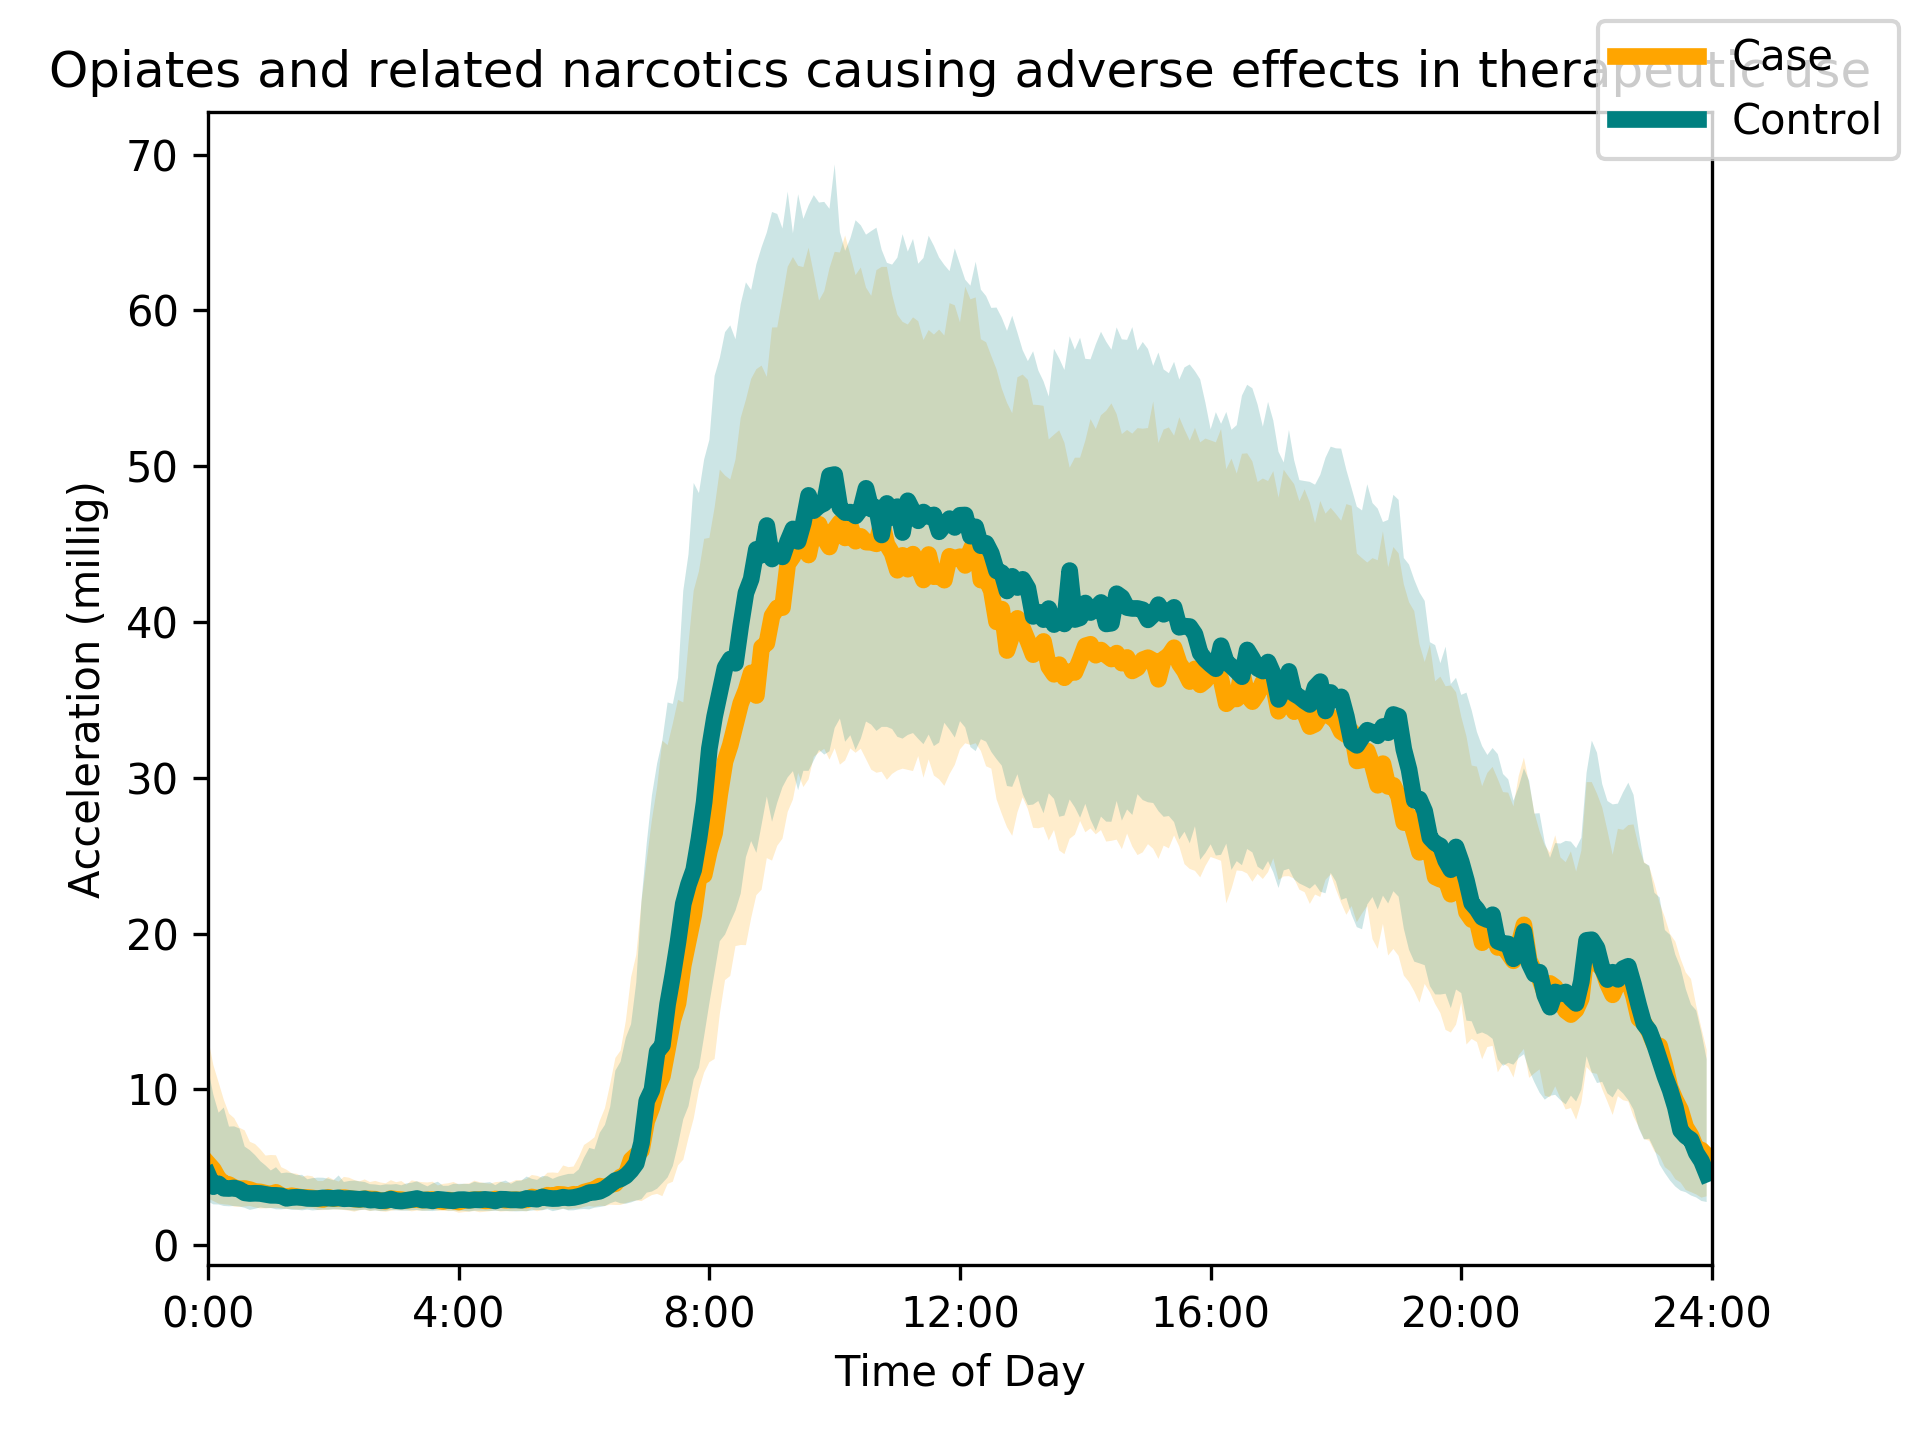 Opiates and related narcotics causing adverse effects in therapeutic use
Case
Control
70
60
50
40
30
20
10
0
Acceleration (millig)
0:00 4:00 8:00 12:00 16:00 20:00 24:00
Time of Day